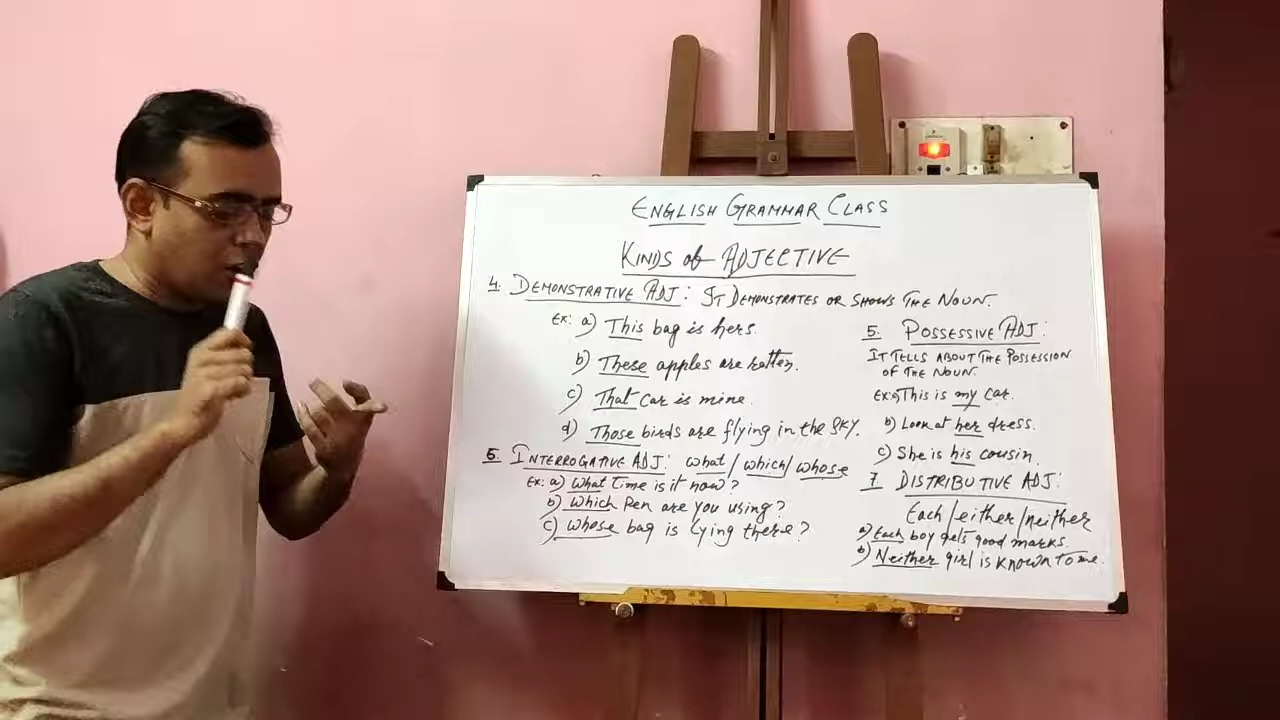 ENGLISH GRAMMAR CLASS
KINDS of ADJECTIVE
4. DEMONSTRATIVE ADJ: IT DEMONSTRATES OR SHOWS THE NOUN.
Ex: a) This bag is hers.
b) These apples are rotten.
c) That car is mine.
d) Those birds are flying in the SKY.
5. POSSESSIVE ADJ:
IT TELLS ABOUT THE POSSESSION
OF THE NOUN.
Ex: a) This is my car.
b) Look at her dress.
c) She is his cousin.
6. INTERROGATIVE ADJ: what/which/whose
Ex: a) What time is it now?
b) Which Pen are you using?
c) Whose bag is lying there?
7. DISTRIBUTIVE ADJ:
Each/either/neither
a) Each boy gets good marks.
b) Neither girl is known to me.